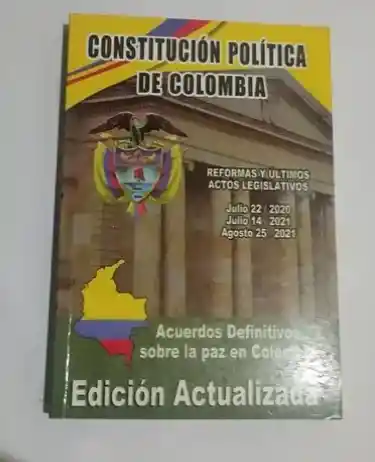 CONSTITUCIÓN POLÍTICA
DE COLOMBIA
REFORMAS Y ULTIMOS
ACTOS LEGISLATIVOS
Julio 22 / 2020
Julio 14 - 2021
Agosto 25 2021
Acuerdos Definitivos
sobre la paz en Colombia
Edición Actualizada